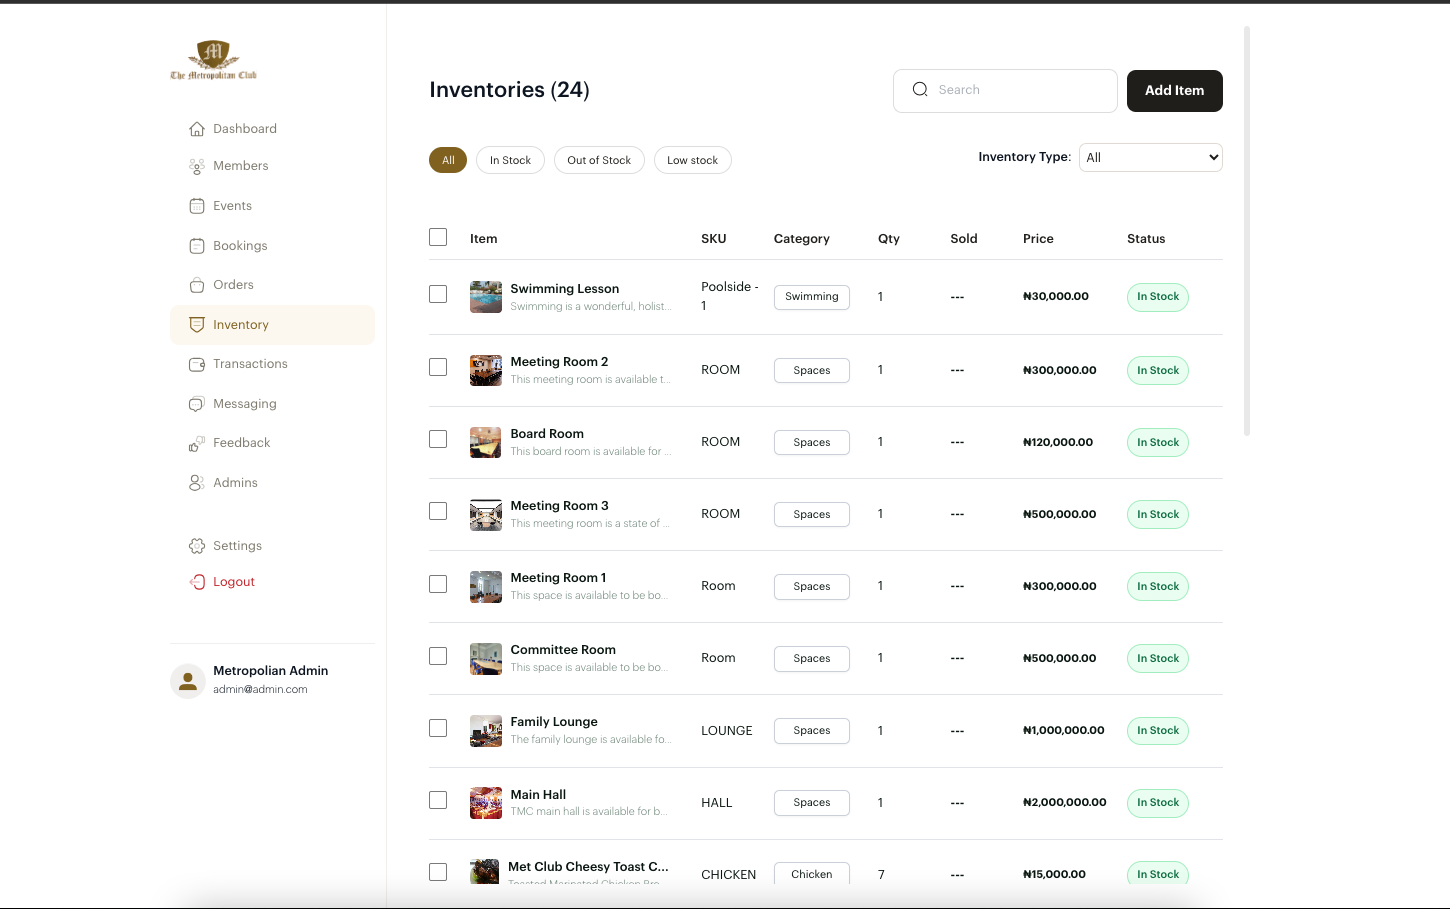 The Metropolitan Club
Dashboard
Members
Events
Bookings
Orders
Inventory
Transactions
Messaging
Feedback
Admins
Settings
Logout
Metropolian Admin
admin@admin.com
Inventories (24)
Search
Add Item
All
In Stock
Out of Stock
Low stock
Inventory Type: All
Item SKU Category Qty Sold Price Status
Swimming Lesson
Swimming is a wonderful, holist...
Poolside -
1
Swimming 1 --- ₦30,000.00 In Stock
Meeting Room 2
This meeting room is available t...
ROOM Spaces 1 --- ₦300,000.00 In Stock
Board Room
This board room is available for ...
ROOM Spaces 1 --- ₦120,000.00 In Stock
Meeting Room 3
This meeting room is a state of ...
ROOM Spaces 1 --- ₦500,000.00 In Stock
Meeting Room 1
This space is available to be bo...
Room Spaces 1 --- ₦300,000.00 In Stock
Committee Room
This space is available to be bo...
Room Spaces 1 --- ₦500,000.00 In Stock
Family Lounge
The family lounge is available fo...
LOUNGE Spaces 1 --- ₦1,000,000.00 In Stock
Main Hall
TMC main hall is available for b...
HALL Spaces 1 --- ₦2,000,000.00 In Stock
Met Club Cheesy Toast C...
Toasted Marinated Chicken Bre...
CHICKEN Chicken 7 --- ₦15,000.00 In Stock